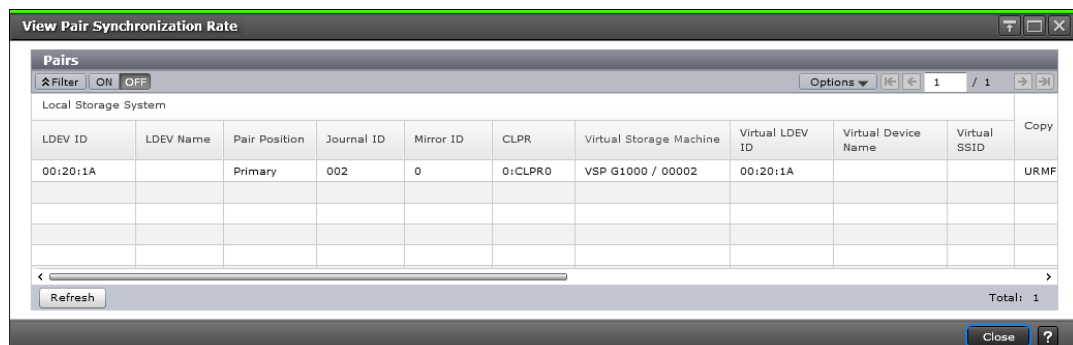 View Pair Synchronization Rate
Pairs
Filter ON OFF Options 1 / 1
Local Storage System
LDEV ID LDEV Name Pair Position Journal ID Mirror ID CLPR Virtual Storage Machine Virtual LDEV ID Virtual Device Name Virtual SSID Copy
00:20:1A Primary 002 0 0:CLPR0 VSP G1000 / 00002 00:20:1A URMF
Refresh Total: 1
Close ?